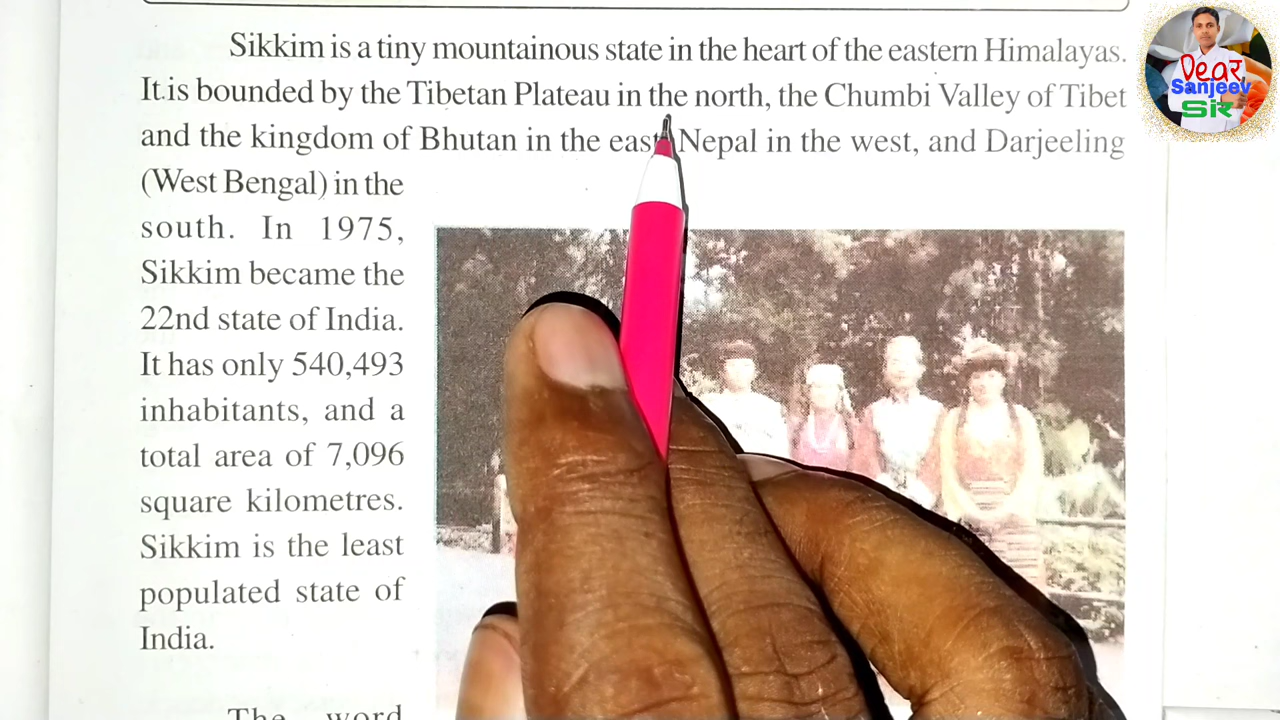 Sikkim is a tiny mountainous state in the heart of the eastern Himalayas.
It is bounded by the Tibetan Plateau in the north, the Chumbi Valley of Tibet
and the kingdom of Bhutan in the east Nepal in the west, and Darjeeling
(West Bengal) in the
south. In 1975,
Sikkim became the
22nd state of India.
It has only 540,493
inhabitants, and a
total area of 7,096
square kilometres.
Sikkim is the least
populated state of
India.
The word
Dear
Sanjeev
SIR